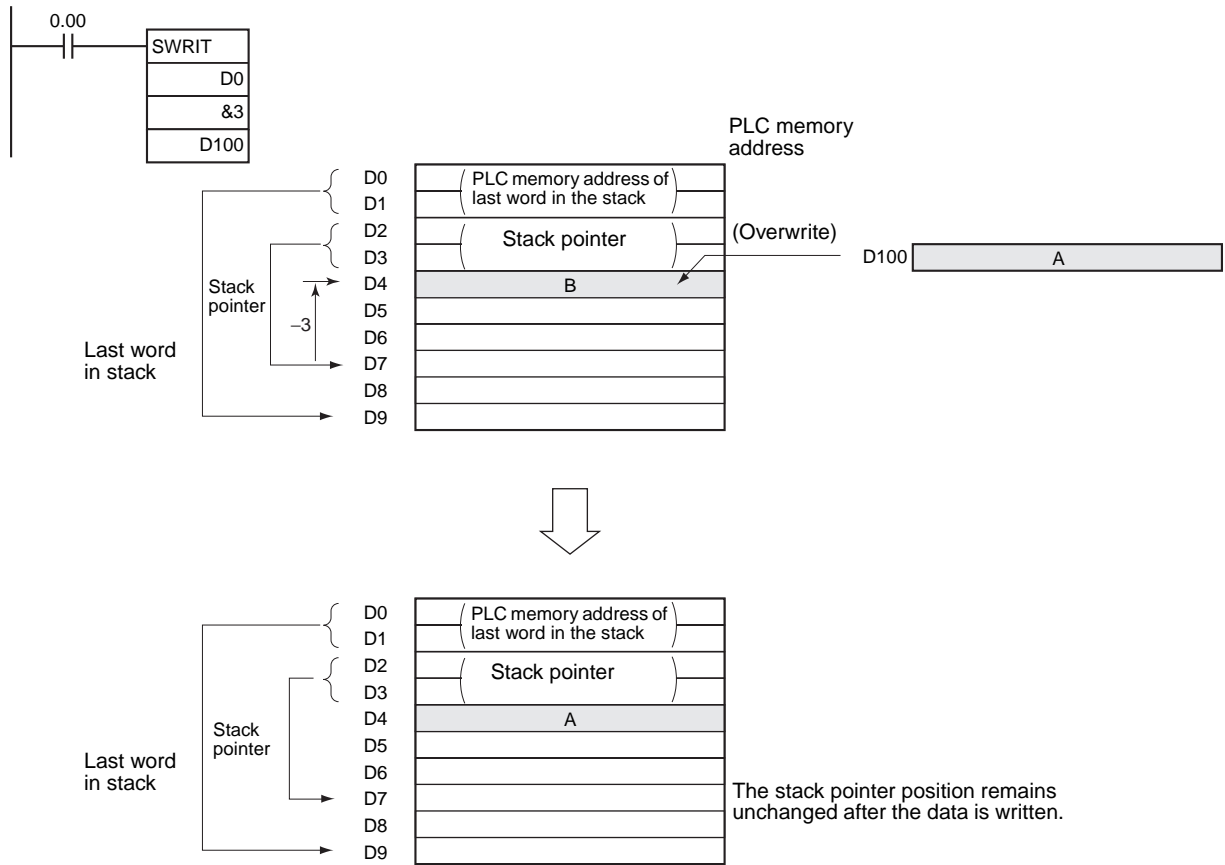 0.00
SWRIT
D0
&3
D100
PLC memory
address
D0
D1
D2
D3
D4
D5
D6
D7
D8
D9
PLC memory address of
last word in the stack
Stack pointer
B
(Overwrite)
D100
A
Stack
pointer
–3
Last word
in stack
D0
D1
D2
D3
D4
D5
D6
D7
D8
D9
PLC memory address of
last word in the stack
Stack pointer
A
Stack
pointer
Last word
in stack
The stack pointer position remains
unchanged after the data is written.